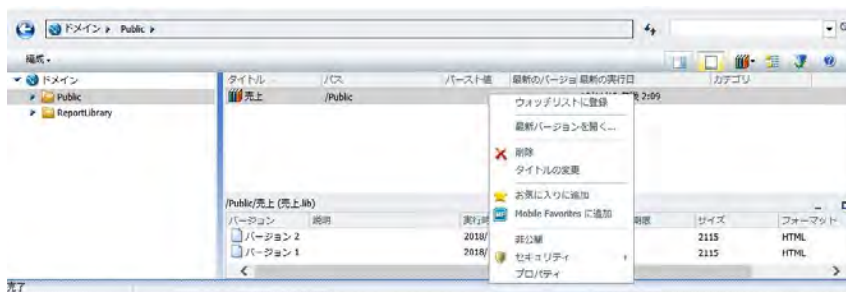 ドメイン ▸ Public ▸
編成
ドメイン
Public
ReportLibrary
タイトル パス バースト値 最新のバージョ 最新の実行日 カテゴリ
売上 /Public 2:09
ウォッチリストに登録
最新バージョンを開く...
削除
タイトルの変更
お気に入りに追加
Mobile Favorites に追加
非公開
セキュリティ
プロパティ
/Public/売上 (売上.lib)
バージョン 説明 実行時 期限 サイズ フォーマット
バージョン 2 2018/ 2115 HTML
バージョン 1 2018/ 2115 HTML
完了